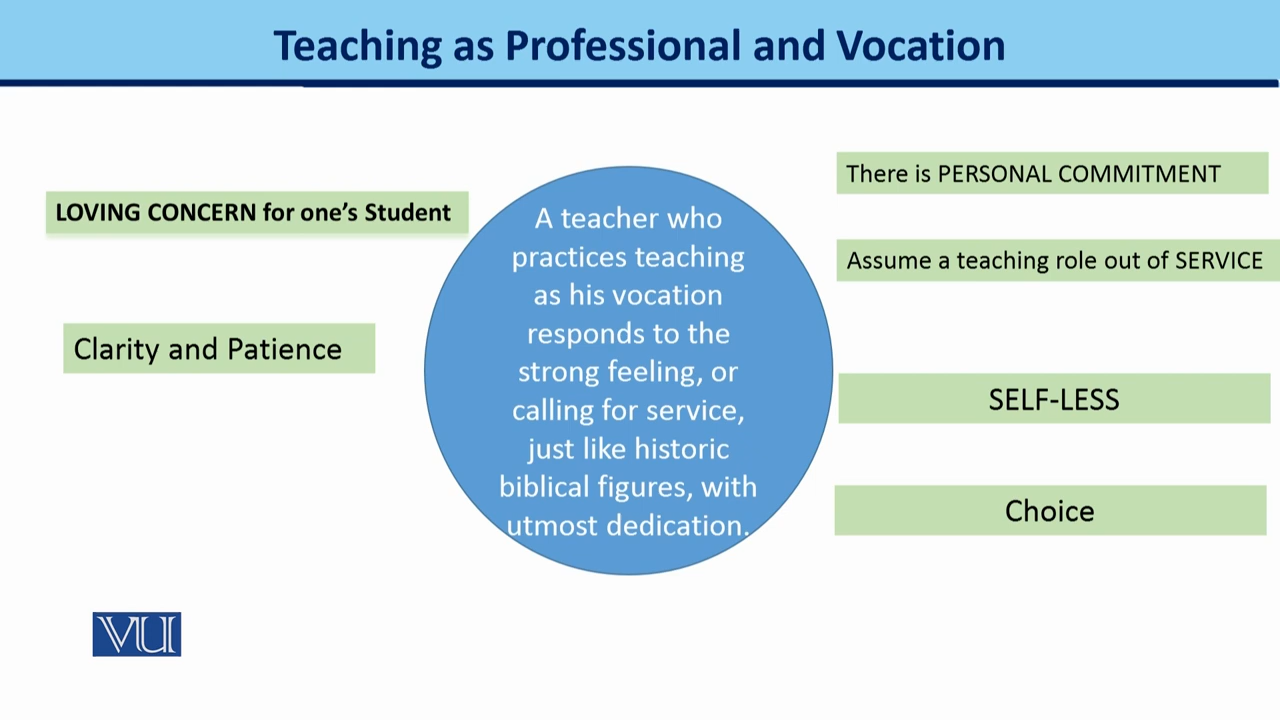 Teaching as Professional and Vocation
LOVING CONCERN for one's Student
Clarity and Patience
A teacher who
practices teaching
as his vocation
responds to the
strong feeling, or
calling for service,
just like historic
biblical figures, with
utmost dedication.
There is PERSONAL COMMITMENT
Assume a teaching role out of SERVICE
SELF-LESS
Choice
VU